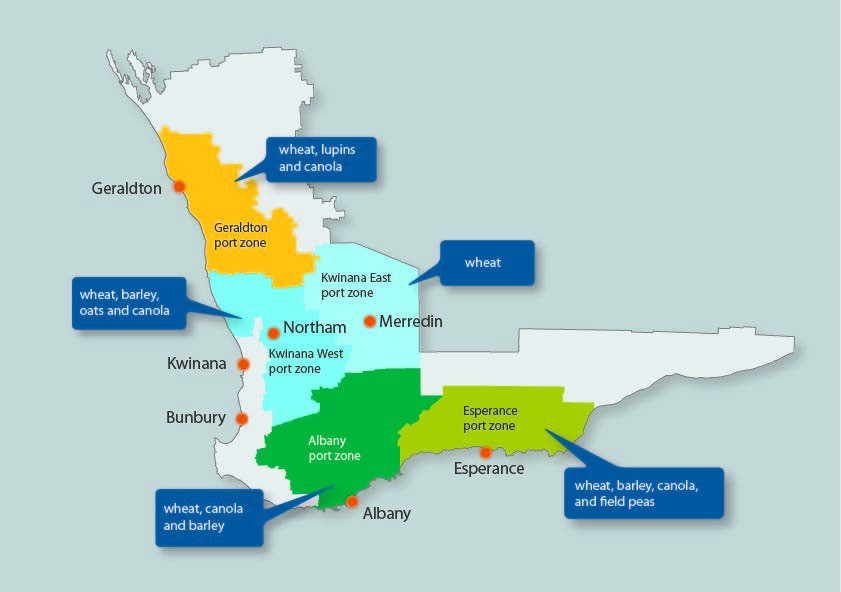 wheat, lupins
and canola
Geraldton
Geraldton
port zone
wheat
Kwinana East
port zone
wheat, barley,
oats and canola
Northam
Merredin
Kwinana
Kwinana West
port zone
Bunbury
Esperance
port zone
Albany
port zone
Esperance
wheat, barley, canola,
and field peas
wheat, canola
and barley
Albany